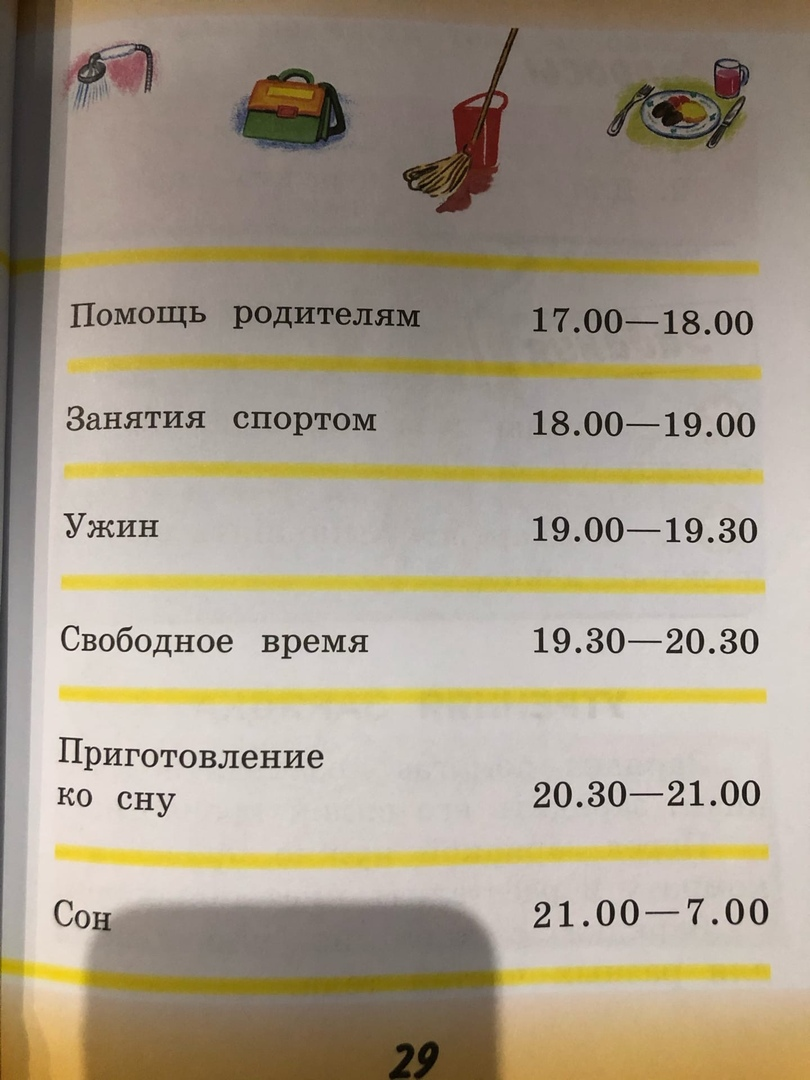 Помощь родителям 17.00—18.00
Занятия спортом 18.00—19.00
Ужин 19.00—19.30
Свободное время 19.30—20.30
Приготовление
ко сну 20.30—21.00
Сон 21.00—7.00
29